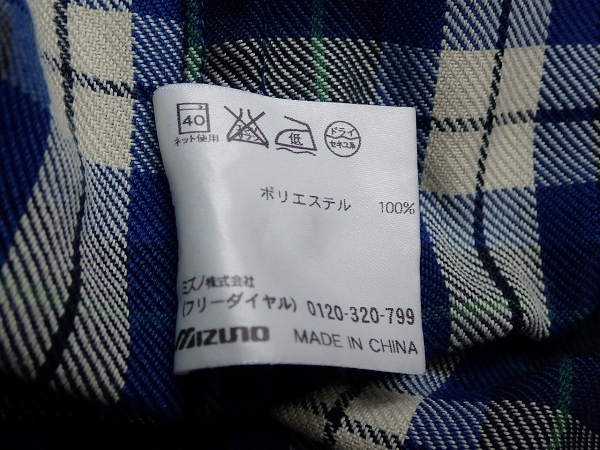 40 低 ドライ
ネット使用 セキユ系
ポリエステル 100%
ミズノ株式会社
(フリーダイヤル) 0120-320-799
mizuno MADE IN CHINA